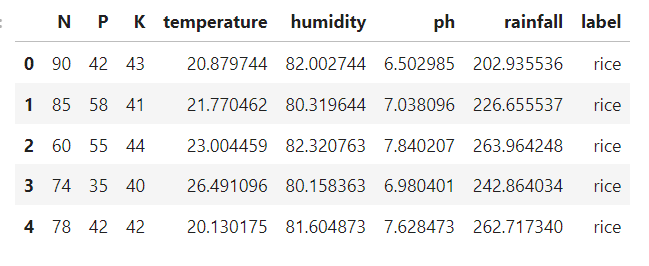 N P K temperature humidity ph rainfall label
0 90 42 43 20.879744 82.002744 6.502985 202.935536 rice
1 85 58 41 21.770462 80.319644 7.038096 226.655537 rice
2 60 55 44 23.004459 82.320763 7.840207 263.964248 rice
3 74 35 40 26.491096 80.158363 6.980401 242.864034 rice
4 78 42 42 20.130175 81.604873 7.628473 262.717340 rice